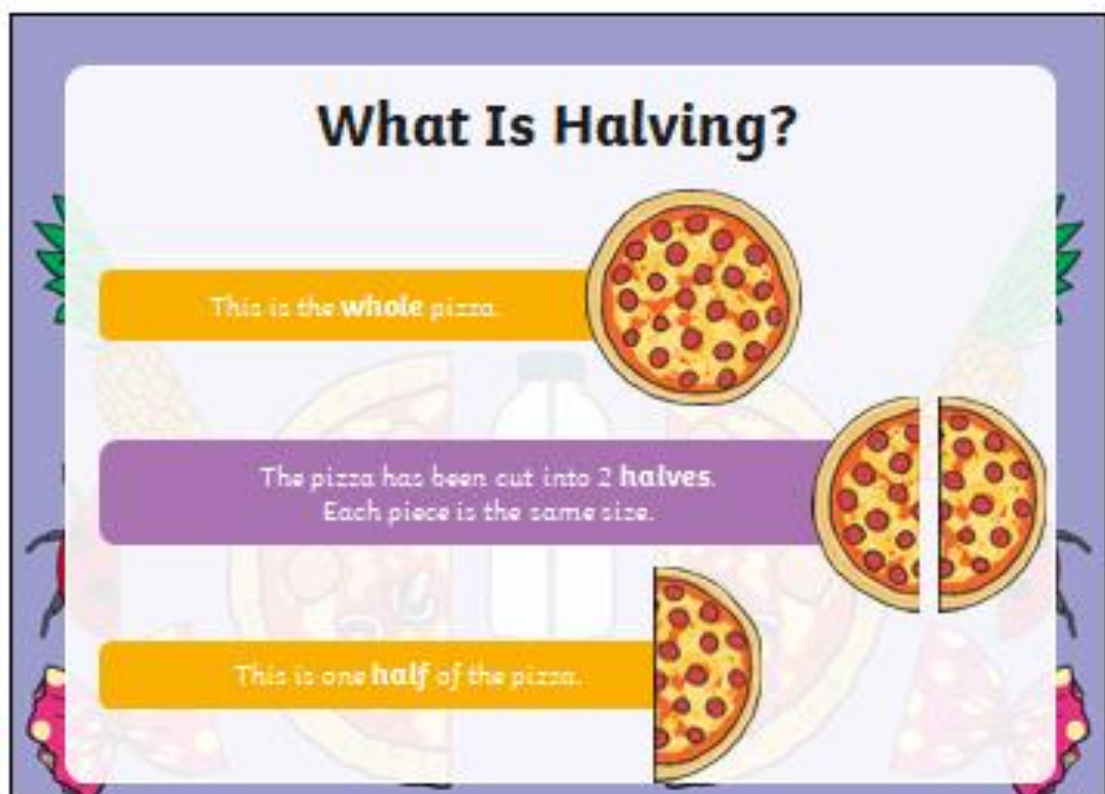 What Is Halving?
This is the whole pizza.
The pizza has been cut into 2 halves.
Each piece is the same size.
This is one half of the pizza.